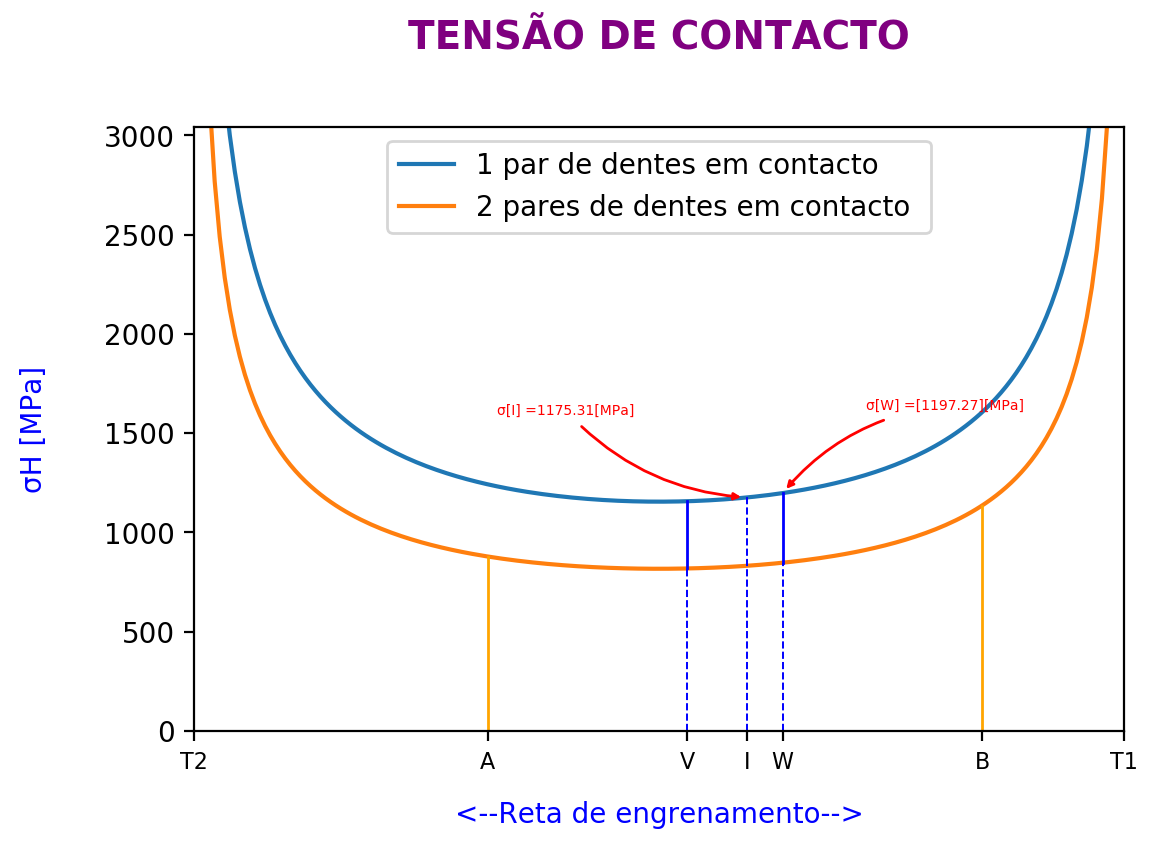 TENSÃO DE CONTACTO
1 par de dentes em contacto
2 pares de dentes em contacto
σH [MPa]
3000
2500
2000
1500
1000
500
0
σ[I] =1175.31[MPa]
σ[W] =[1197.27][MPa]
T2
A
V
I
W
B
T1
<--Reta de engrenamento-->